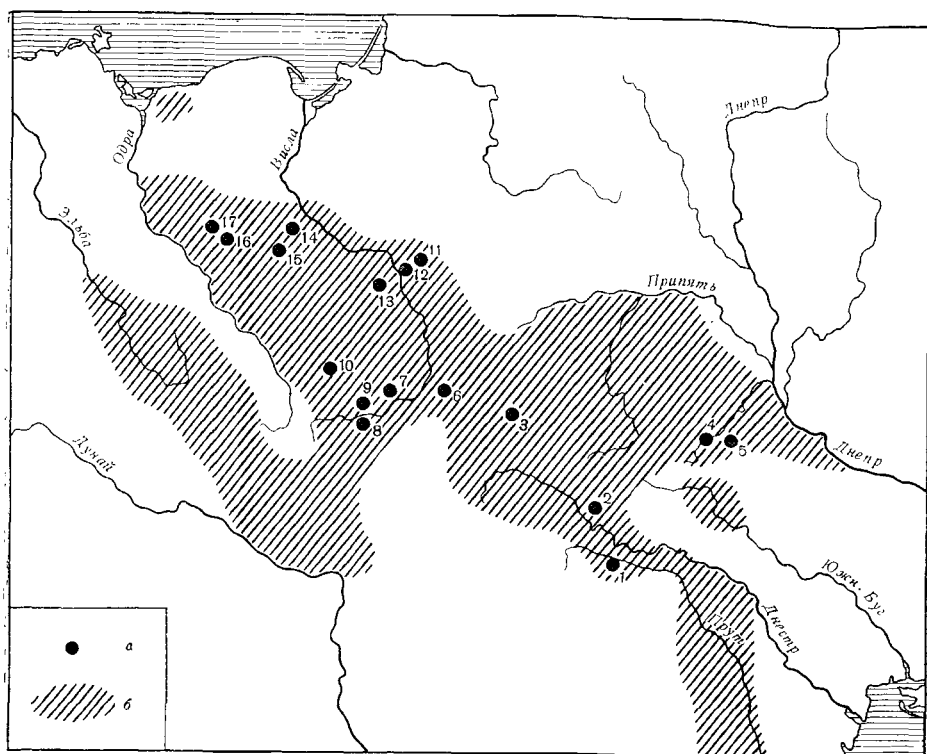 Одра
Висла
Днепр
Эльба
17
16
14
15
11
12
13
Припять
10
9
7
8
6
3
4
5
Дунай
Днепр
2
1
Южн. Буг
Днестр
Прут
а
б